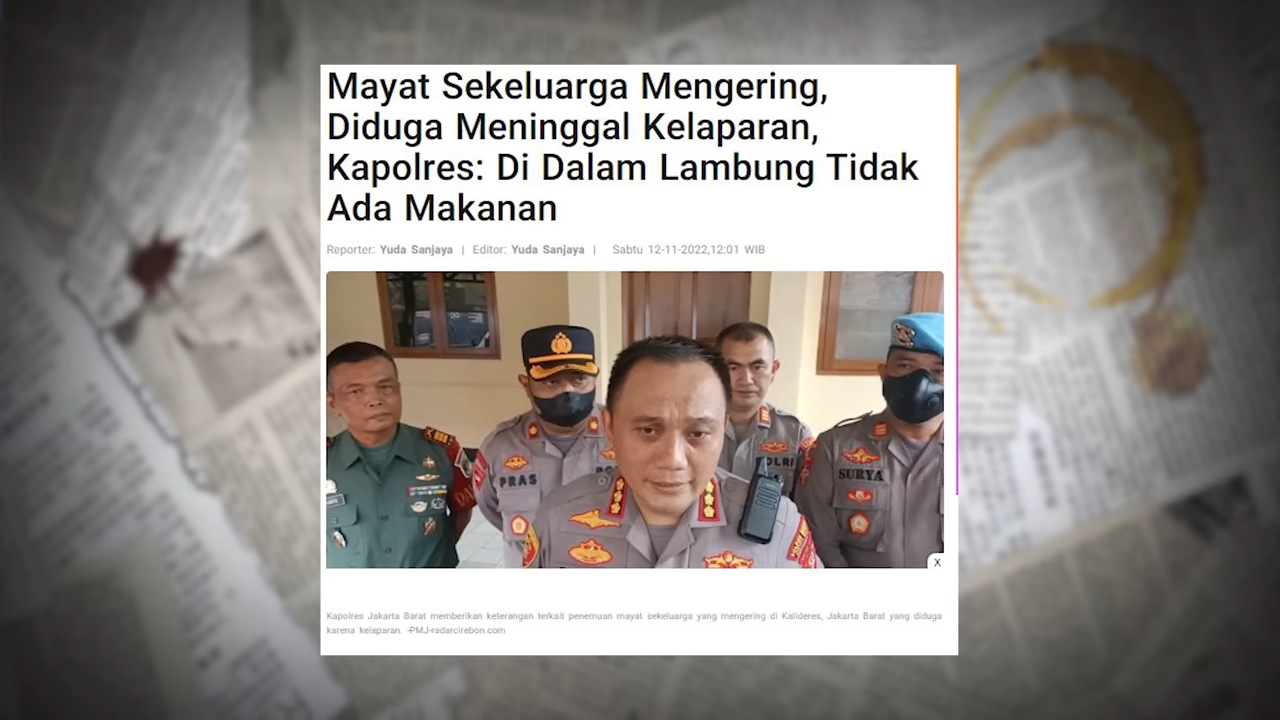 Mayat Sekeluarga Mengering,
Diduga Meninggal Kelaparan,
Kapolres: Di Dalam Lambung Tidak
Ada Makanan
Reporter: Yuda Sanjaya | Editor: Yuda Sanjaya | Sabtu 12-11-2022,12:01 WIB
PRAS
POLRI
SURYA
X
Kapolres Jakarta Barat memberikan keterangan terkait penemuan mayat sekeluarga yang mengering di Kalideres, Jakarta Barat yang diduga
karena kelaparan. -PMJ-radarcirebon.com